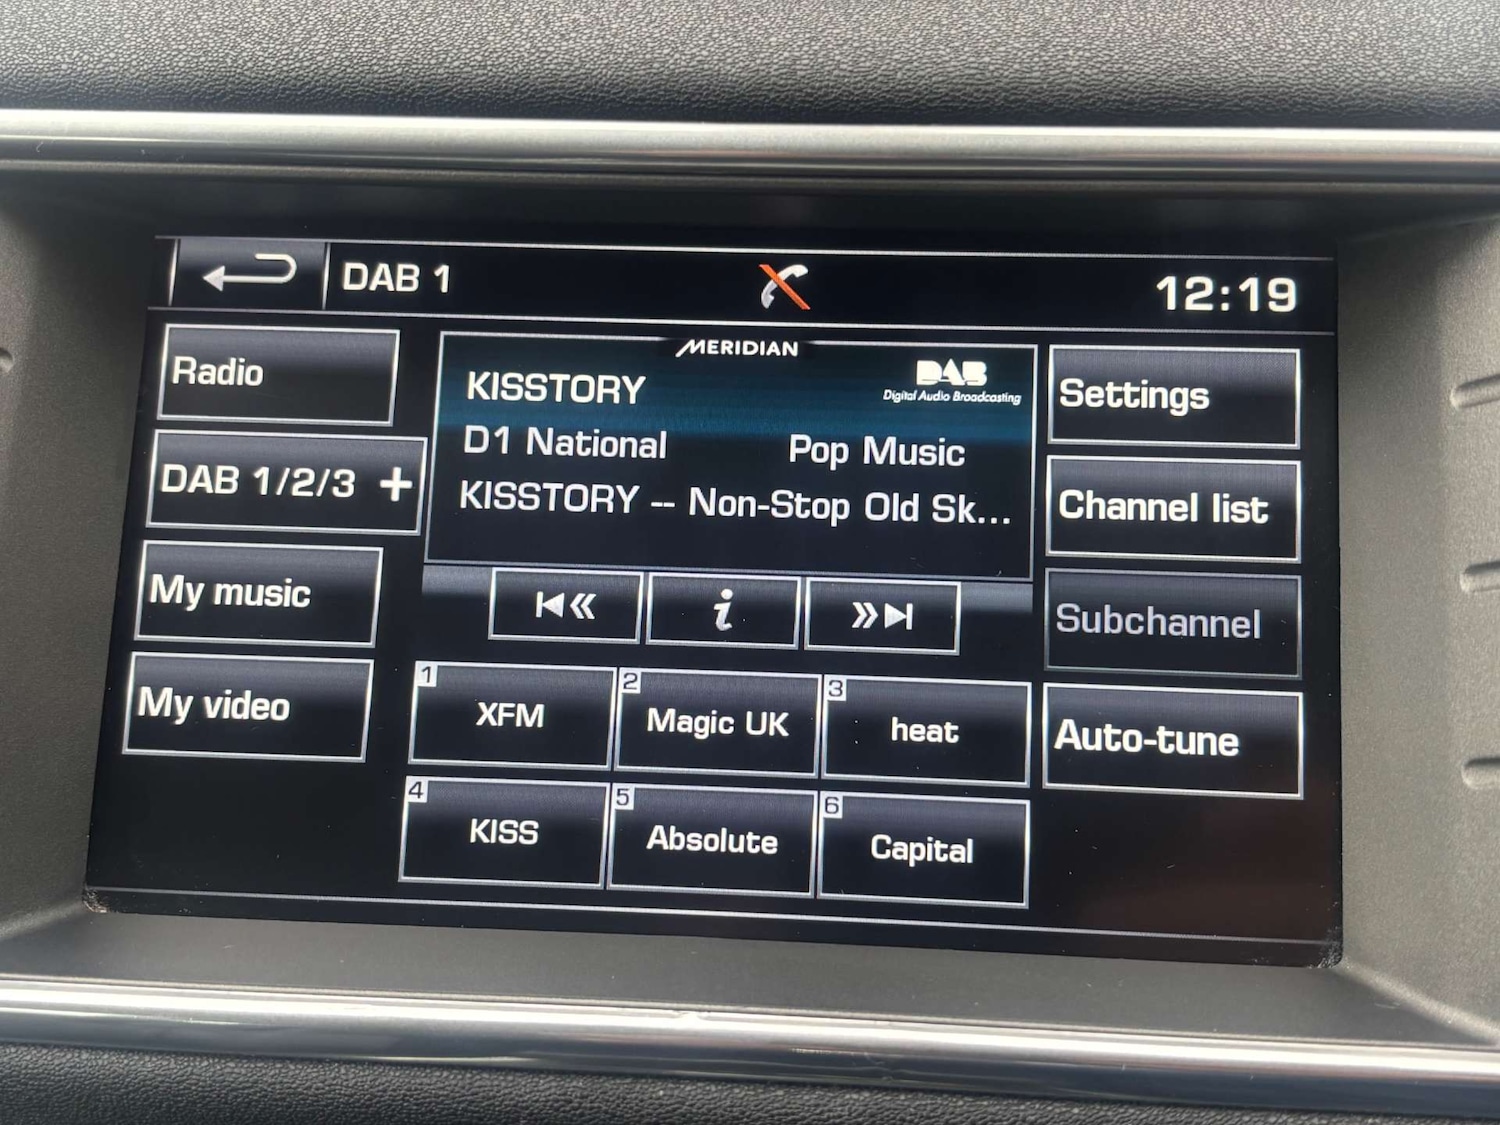 DAB 1
12:19
Radio
DAB 1/2/3 +
My music
My video
MERIDIAN
KISSTORY
DAB
Digital Audio Broadcasting
D1 National
Pop Music
KISSTORY -- Non-Stop Old Sk...
i
1
XFM
2
Magic UK
3
heat
4
KISS
5
Absolute
6
Capital
Settings
Channel list
Subchannel
Auto-tune